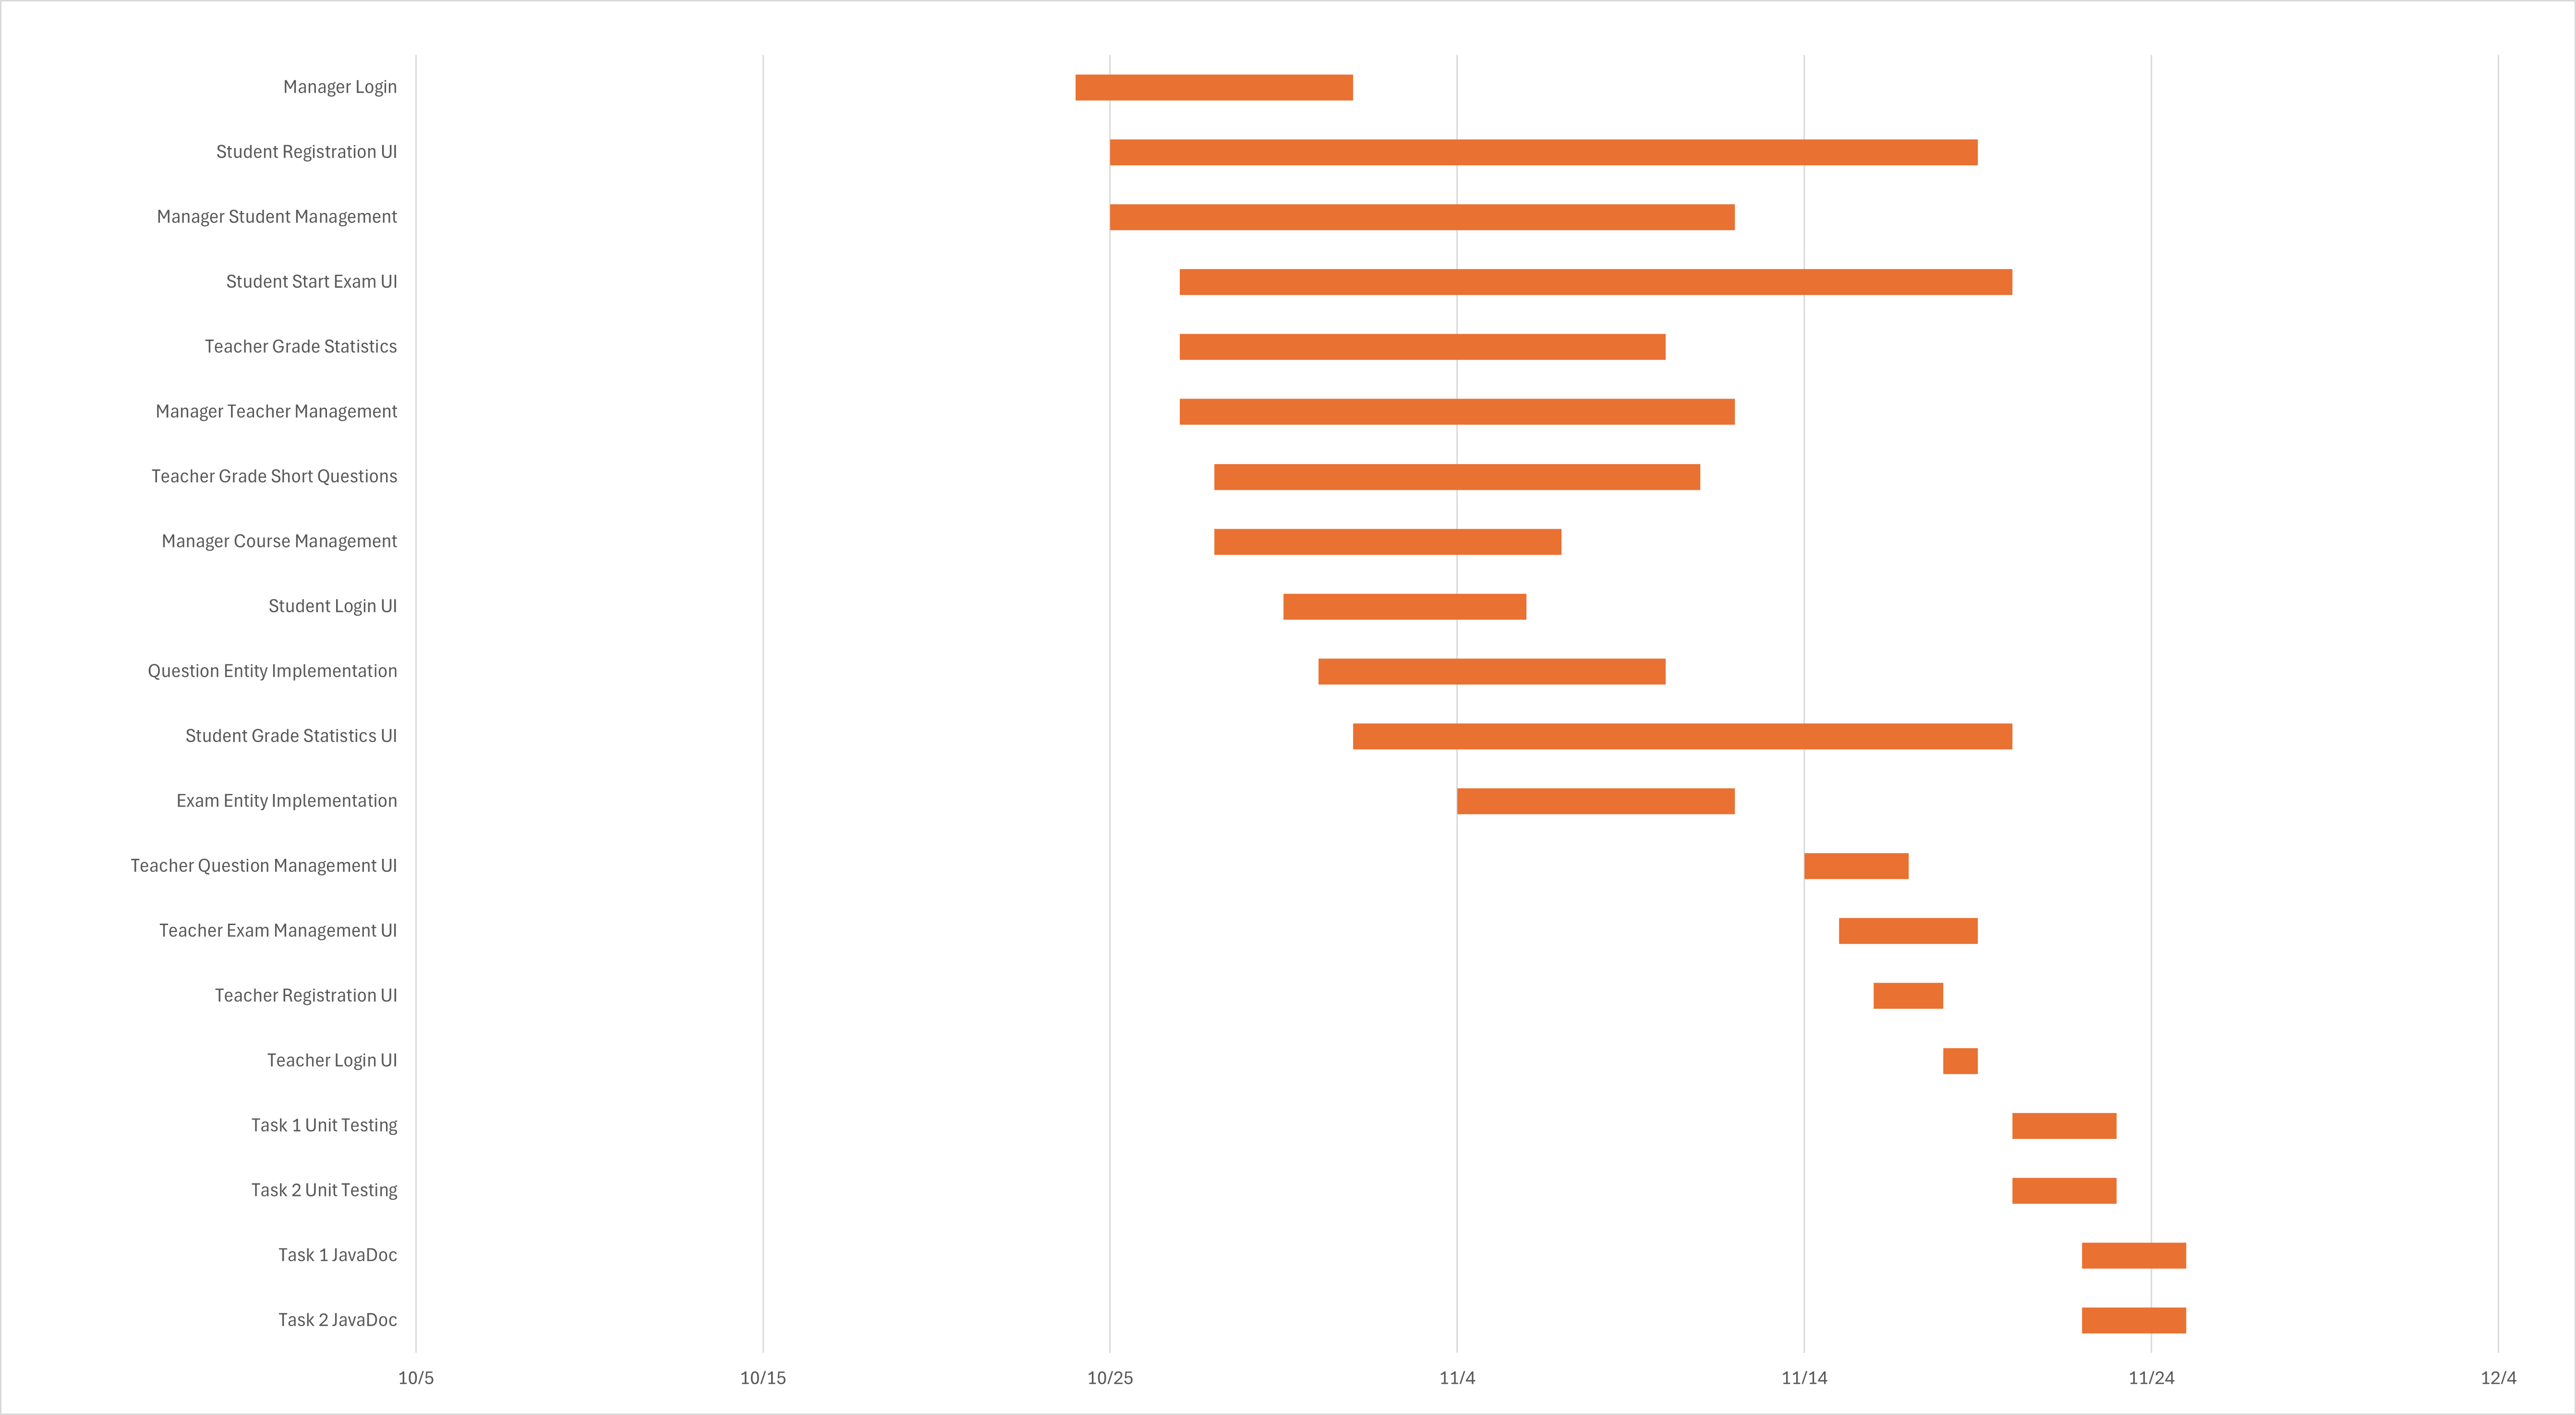 Manager Login
Student Registration UI
Manager Student Management
Student Start Exam UI
Teacher Grade Statistics
Manager Teacher Management
Teacher Grade Short Questions
Manager Course Management
Student Login UI
Question Entity Implementation
Student Grade Statistics UI
Exam Entity Implementation
Teacher Question Management UI
Teacher Exam Management UI
Teacher Registration UI
Teacher Login UI
Task 1 Unit Testing
Task 2 Unit Testing
Task 1 JavaDoc
Task 2 JavaDoc
10/5 10/15 10/25 11/4 11/14 11/24 12/4